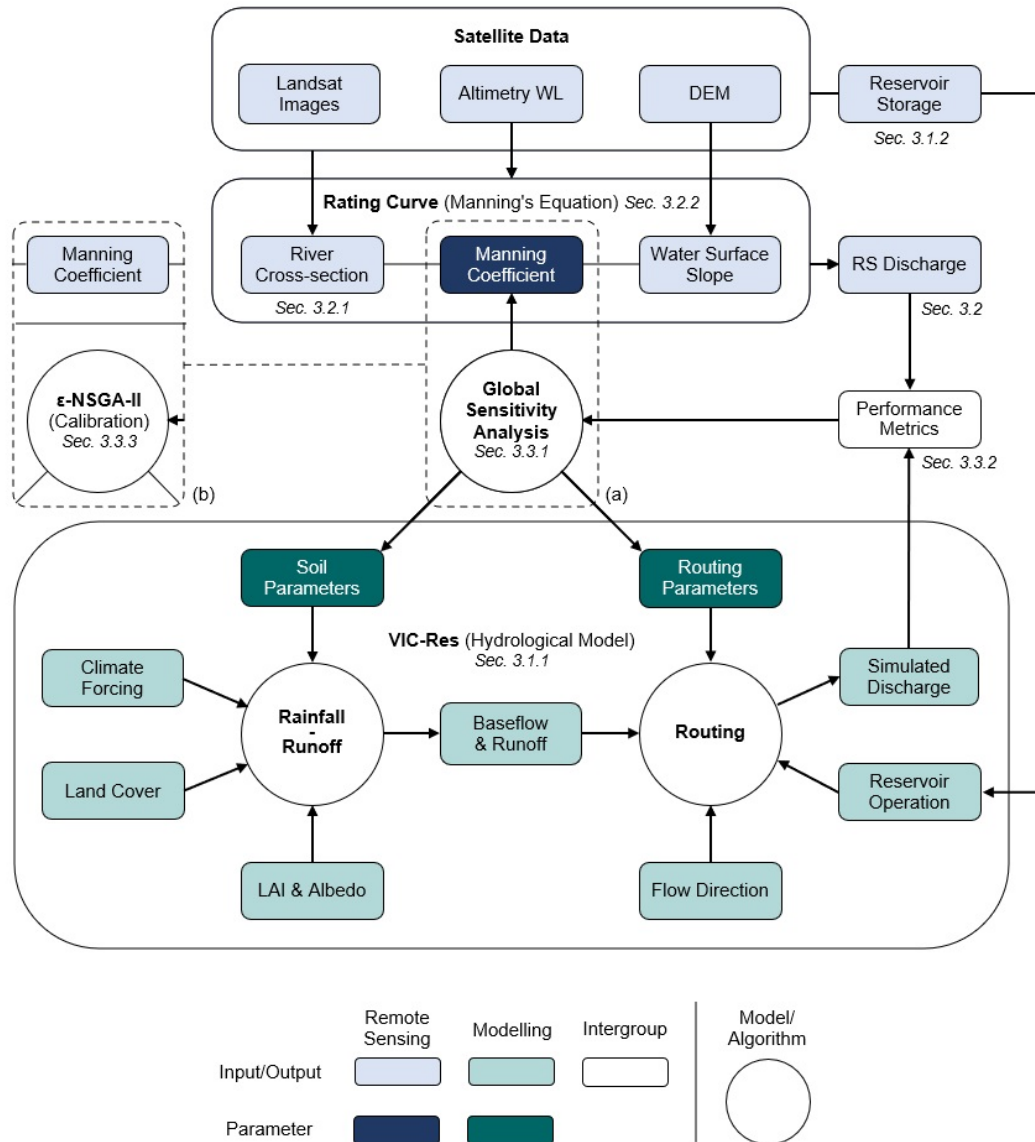 Satellite Data
Landsat
Images
Altimetry WL
DEM
Reservoir
Storage
Sec. 3.1.2
Rating Curve (Manning's Equation) Sec. 3.2.2
Manning
Coefficient
River
Cross-section
Sec. 3.2.1
Manning
Coefficient
Water Surface
Slope
RS Discharge
Sec. 3.2
ε-NSGA-II
(Calibration)
Sec. 3.3.3
(b)
Global
Sensitivity
Analysis
Sec. 3.3.1
(a)
Performance
Metrics
Sec. 3.3.2
Soil
Parameters
Routing
Parameters
VIC-Res (Hydrological Model)
Sec. 3.1.1
Climate
Forcing
Rainfall
-
Runoff
Baseflow
& Runoff
Routing
Simulated
Discharge
Land Cover
Reservoir
Operation
LAI & Albedo
Flow Direction
Remote
Sensing
Modelling
Intergroup
Model/
Algorithm
Input/Output
Parameter